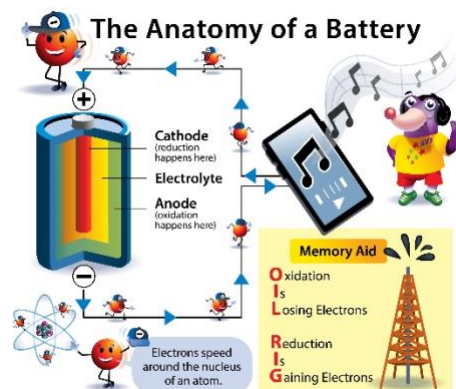 The Anatomy of a Battery
+
Cathode
(reduction
happens here)
Electrolyte
Anode
(oxidation
happens here)
−
Electrons speed
around the nucleus
of an atom.
Memory Aid
Oxidation
Is
Losing Electrons
Reduction
Is
Gaining Electrons